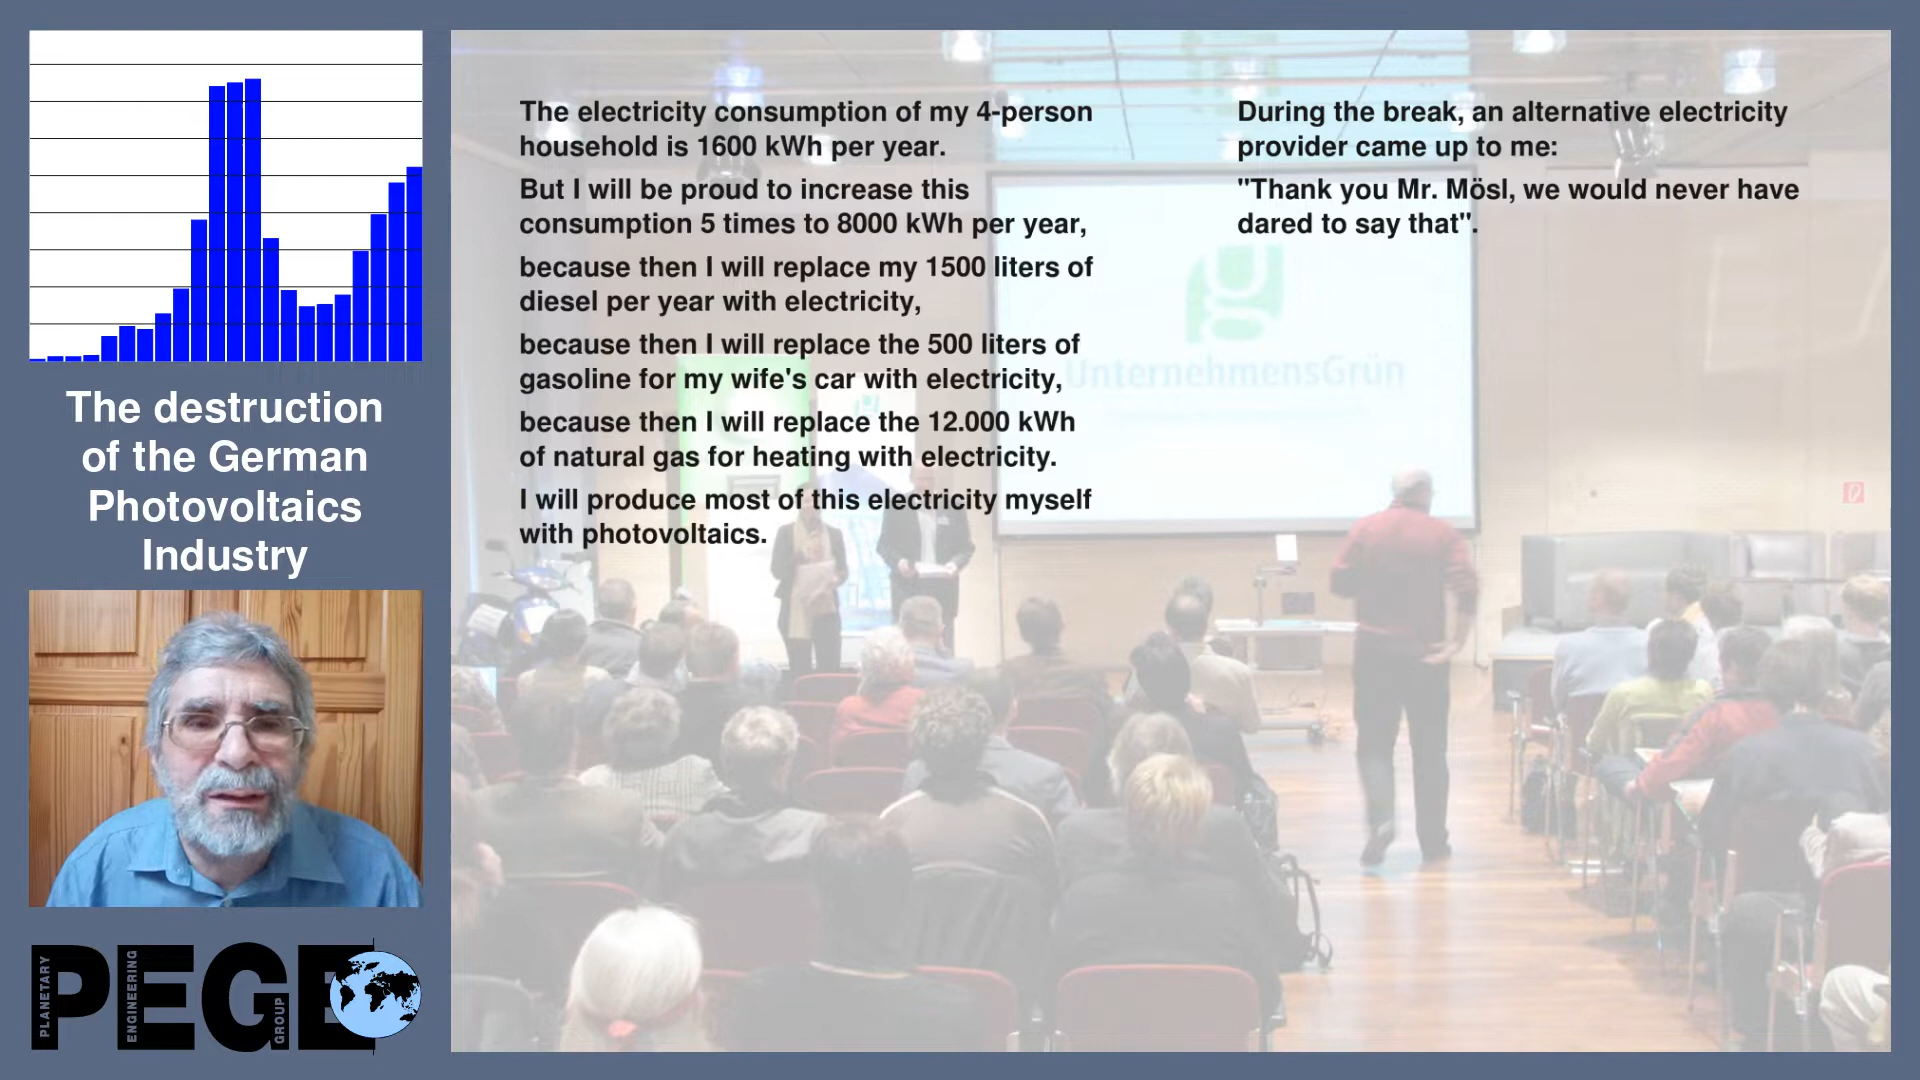 The destruction
of the German
Photovoltaics
Industry
PEGE
PLANETARY
ENGINEERING
GROUP
The electricity consumption of my 4-person
household is 1600 kWh per year.
But I will be proud to increase this
consumption 5 times to 8000 kWh per year,
because then I will replace my 1500 liters of
diesel per year with electricity,
because then I will replace the 500 liters of
gasoline for my wife's car with electricity,
because then I will replace the 12.000 kWh
of natural gas for heating with electricity.
I will produce most of this electricity myself
with photovoltaics.
During the break, an alternative electricity
provider came up to me:
"Thank you Mr. Mösl, we would never have
dared to say that".
UnternehmensGrün